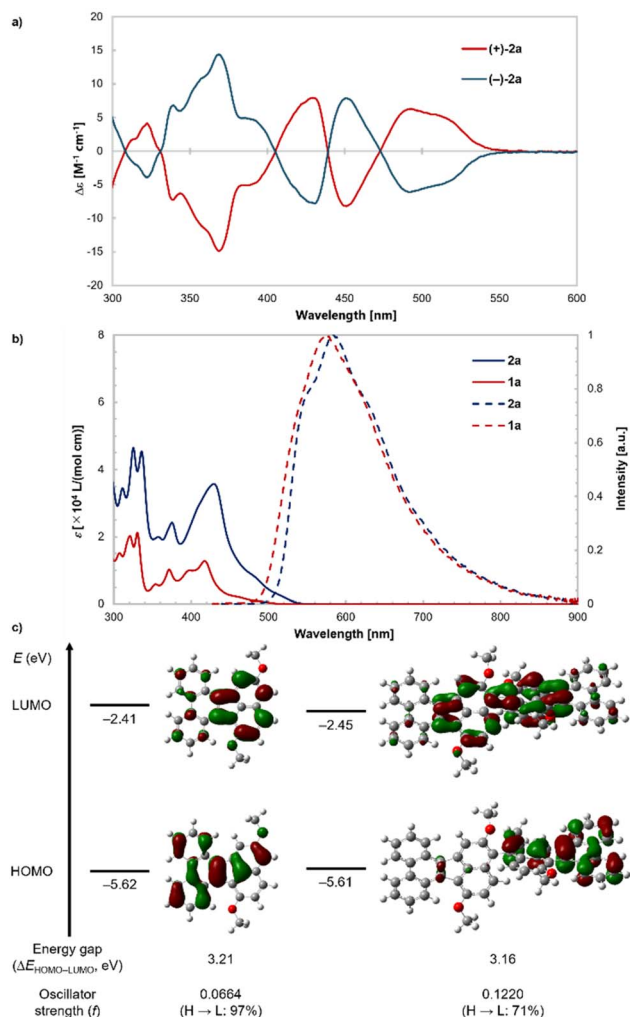 a)
20
15
10
5
0
-5
-10
-15
-20
Δε [M⁻¹ cm⁻¹]
(+)-2a
(–)-2a
300 350 400 450 500 550 600
Wavelength [nm]
b)
8
6
4
2
0
ε [×10⁴ L/(mol cm)]
2a
1a
2a
1a
1
0.8
0.6
0.4
0.2
0
Intensity [a.u.]
300 400 500 600 700 800 900
Wavelength [nm]
c)
E (eV)
LUMO
–2.41
–2.45
HOMO
–5.62
–5.61
Energy gap
(ΔE_HOMO–LUMO, eV)
3.21
3.16
Oscillator
strength (f)
0.0664
(H → L: 97%)
0.1220
(H → L: 71%)